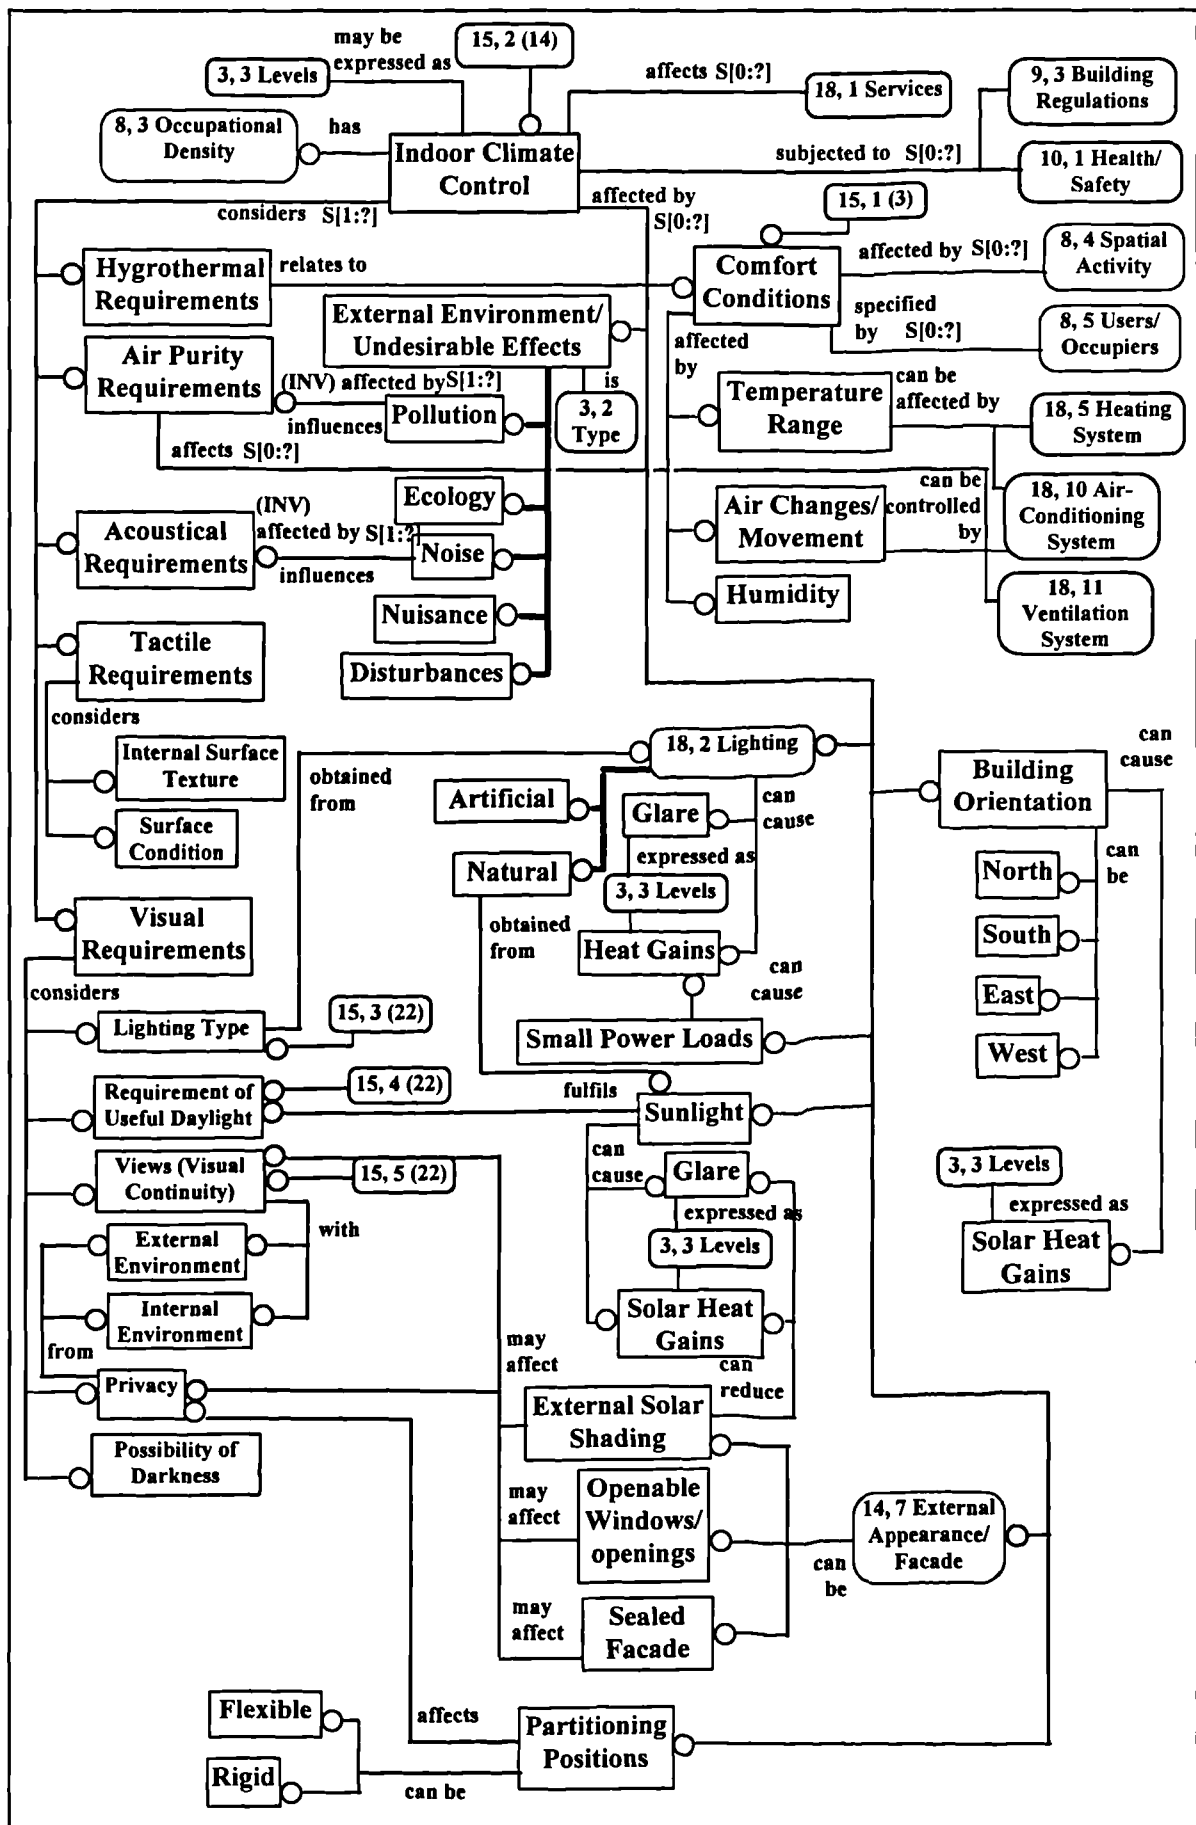 may be
expressed as
15, 2 (14)
3, 3 Levels
affects S[0:?]
18, 1 Services
9, 3 Building
Regulations
8, 3 Occupational
Density
has
Indoor Climate
Control
subjected to S[0:?]
10, 1 Health/
Safety
considers S[1:?]
affected by
S[0:?]
15, 1 (3)
Hygrothermal
Requirements
relates to
Comfort
Conditions
affected by S[0:?]
8, 4 Spatial
Activity
External Environment/
Undesirable Effects
affected
by
specified
by S[0:?]
8, 5 Users/
Occupiers
Air Purity
Requirements
(INV) affected by S[1:?]
influences
Pollution
is
3, 2
Type
Temperature
Range
can be
affected by
18, 5 Heating
System
affects S[0:?]
Ecology
(INV)
affected by S[1:?]
Acoustical
Requirements
influences
Noise
Air Changes/
Movement
can be
controlled
by
18, 10 Air-
Conditioning
System
Nuisance
Humidity
18, 11
Ventilation
System
Tactile
Requirements
Disturbances
considers
Internal Surface
Texture
obtained
from
18, 2 Lighting
Building
Orientation
can
cause
Artificial
Glare
can
cause
Surface
Condition
expressed as
can
be
Natural
3, 3 Levels
North
Visual
Requirements
obtained
from
Heat Gains
South
considers
can
cause
East
Lighting Type
15, 3 (22)
Small Power Loads
West
Requirement of
Useful Daylight
15, 4 (22)
fulfils
Sunlight
Views (Visual
Continuity)
15, 5 (22)
can
cause
Glare
3, 3 Levels
with
expressed as
expressed as
External
Environment
3, 3 Levels
Solar Heat
Gains
Internal
Environment
Solar Heat
Gains
from
may
affect
can
reduce
Privacy
External Solar
Shading
Possibility of
Darkness
may
affect
Openable
Windows/
openings
14, 7 External
Appearance/
Facade
can
be
may
affect
Sealed
Facade
Flexible
affects
Partitioning
Positions
Rigid
can be